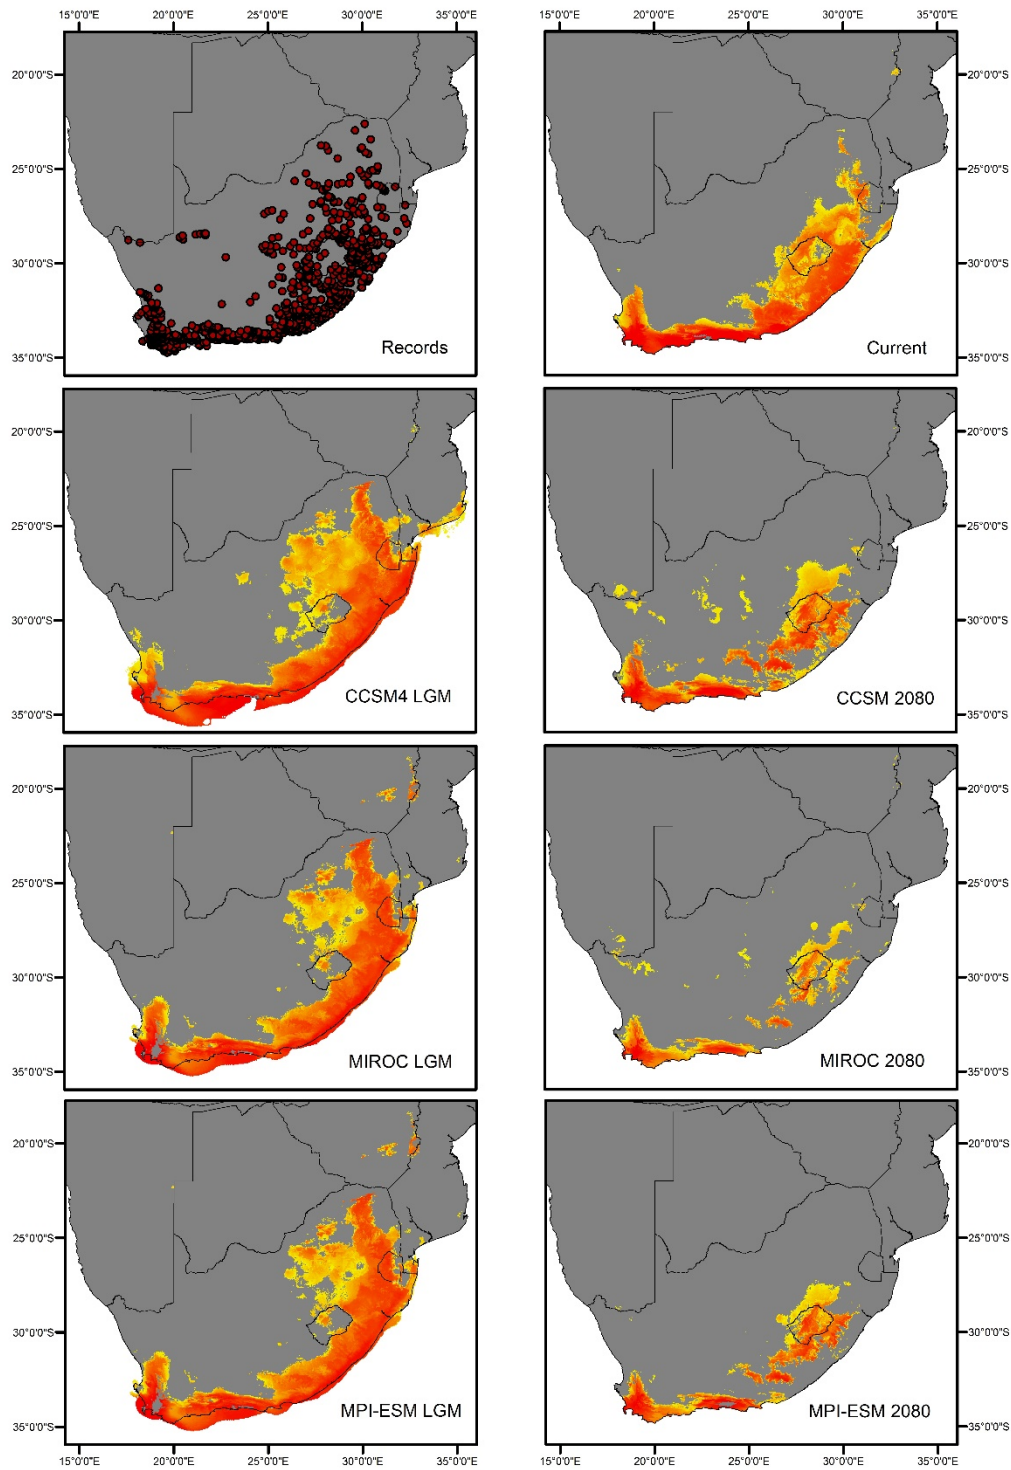 15°0'0"E 20°0'0"E 25°0'0"E 30°0'0"E 35°0'0"E 15°0'0"E 20°0'0"E 25°0'0"E 30°0'0"E 35°0'0"E
20°0'0"S 20°0'0"S
25°0'0"S 25°0'0"S
30°0'0"S 30°0'0"S
Records Current
35°0'0"S 35°0'0"S
20°0'0"S 20°0'0"S
25°0'0"S 25°0'0"S
30°0'0"S 30°0'0"S
CCSM4 LGM CCSM 2080
35°0'0"S 35°0'0"S
20°0'0"S 20°0'0"S
25°0'0"S 25°0'0"S
30°0'0"S 30°0'0"S
MIROC LGM MIROC 2080
35°0'0"S 35°0'0"S
20°0'0"S 20°0'0"S
25°0'0"S 25°0'0"S
30°0'0"S 30°0'0"S
MPI-ESM LGM MPI-ESM 2080
35°0'0"S 35°0'0"S
15°0'0"E 20°0'0"E 25°0'0"E 30°0'0"E 35°0'0"E 15°0'0"E 20°0'0"E 25°0'0"E 30°0'0"E 35°0'0"E